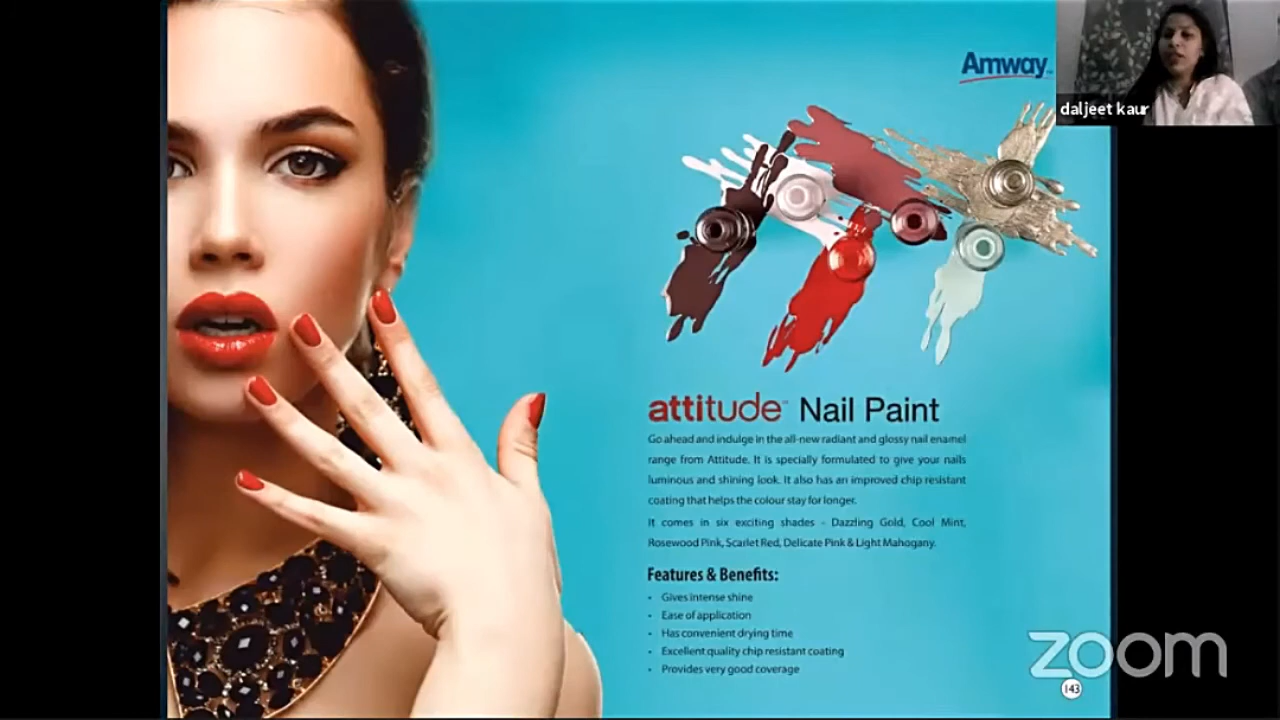 Amway
daljeet kaur
attitude™ Nail Paint
Go ahead and indulge in the all-new radiant and glossy nail enamel
range from Attitude. It is specially formulated to give your nails
luminous and shining look. It also has an improved chip resistant
coating that helps the colour stay for longer.
It comes in six exciting shades - Dazzling Gold, Cool Mint,
Rosewood Pink, Scarlet Red, Delicate Pink & Light Mahogany.
Features & Benefits:
• Gives intense shine
• Ease of application
• Has convenient drying time
• Excellent quality chip resistant coating
• Provides very good coverage
zoom
143